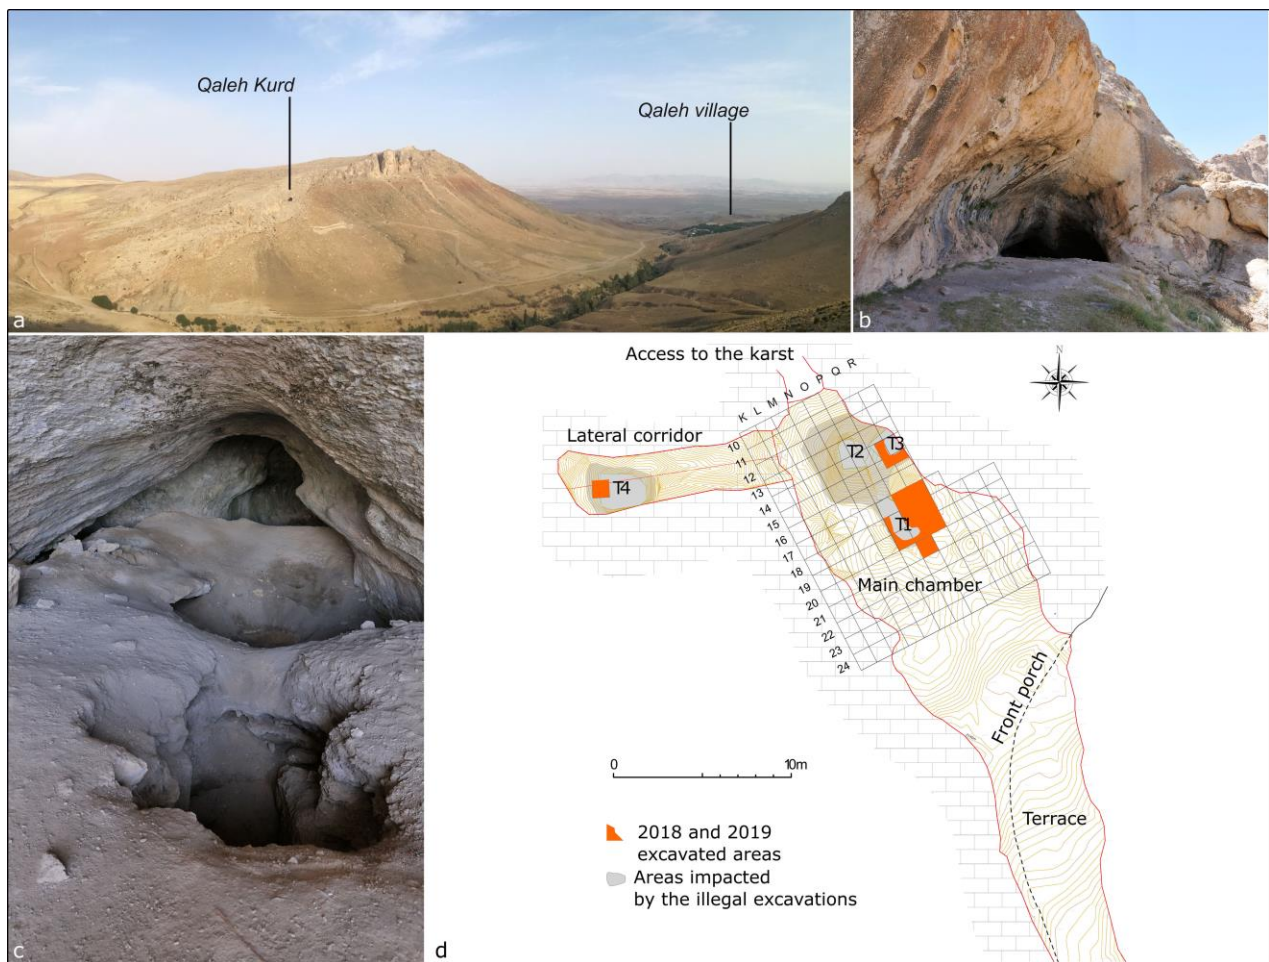 Qaleh Kurd
Qaleh village
a
b
c
Access to the karst
N
K L M N O P Q R
Lateral corridor
10
11
12
13
14
15
16
17
18
19
20
21
22
23
24
T2
T3
T4
T1
Main chamber
Front porch
Terrace
0 10m
2018 and 2019
excavated areas
Areas impacted
by the illegal excavations
d